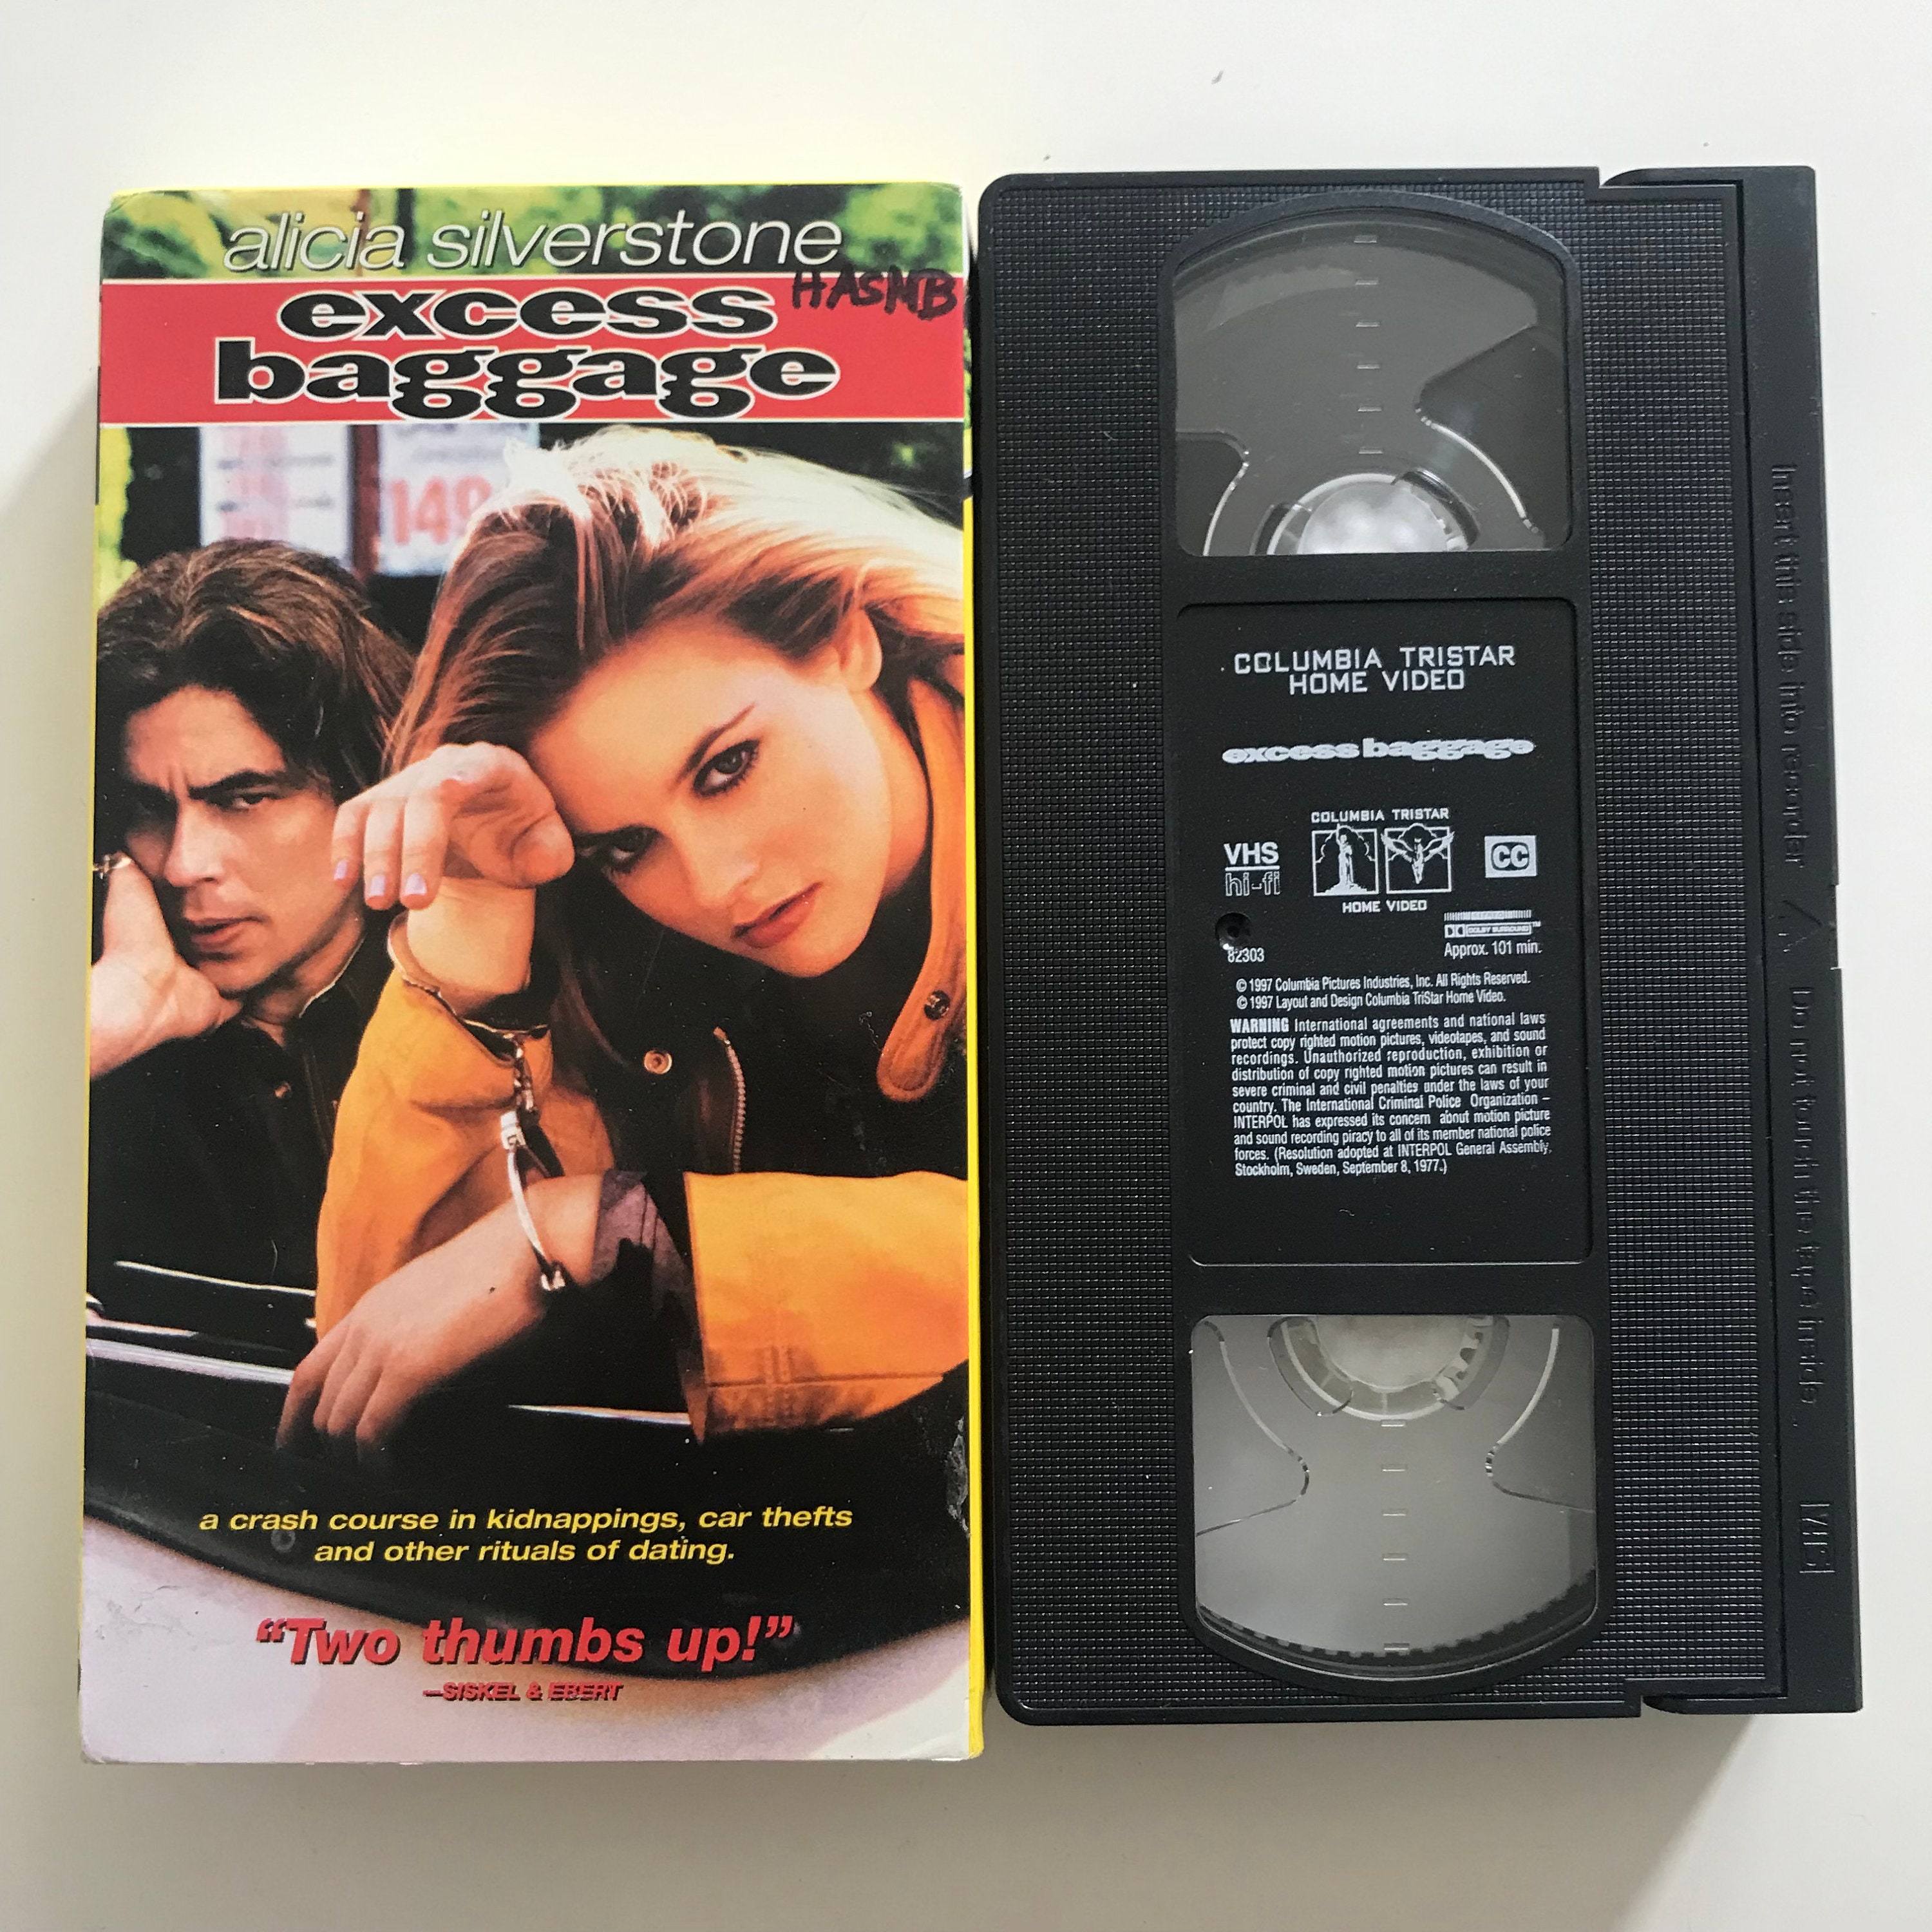 alicia silverstone
HASMB
excess
baggage
149
a crash course in kidnappings, car thefts
and other rituals of dating.
“Two thumbs up!”
—SISKEL & EBERT
COLUMBIA TRISTAR
HOME VIDEO
excess baggage
COLUMBIA TRISTAR
VHS
hi-fi
CC
HOME VIDEO
DOLBY SURROUND™
82303
Approx. 101 min.
© 1997 Columbia Pictures Industries, Inc. All Rights Reserved.
© 1997 Layout and Design Columbia TriStar Home Video.
WARNING International agreements and national laws
protect copy righted motion pictures, videotapes, and sound
recordings. Unauthorized reproduction, exhibition or
distribution of copy righted motion pictures can result in
severe criminal and civil penalties under the laws of your
country. The International Criminal Police Organization –
INTERPOL has expressed its concern about motion picture
and sound recording piracy to all of its member national police
forces. (Resolution adopted at INTERPOL General Assembly,
Stockholm, Sweden, September 8, 1977.)
Insert this side into recorder
Do not touch the tape inside.
VHS